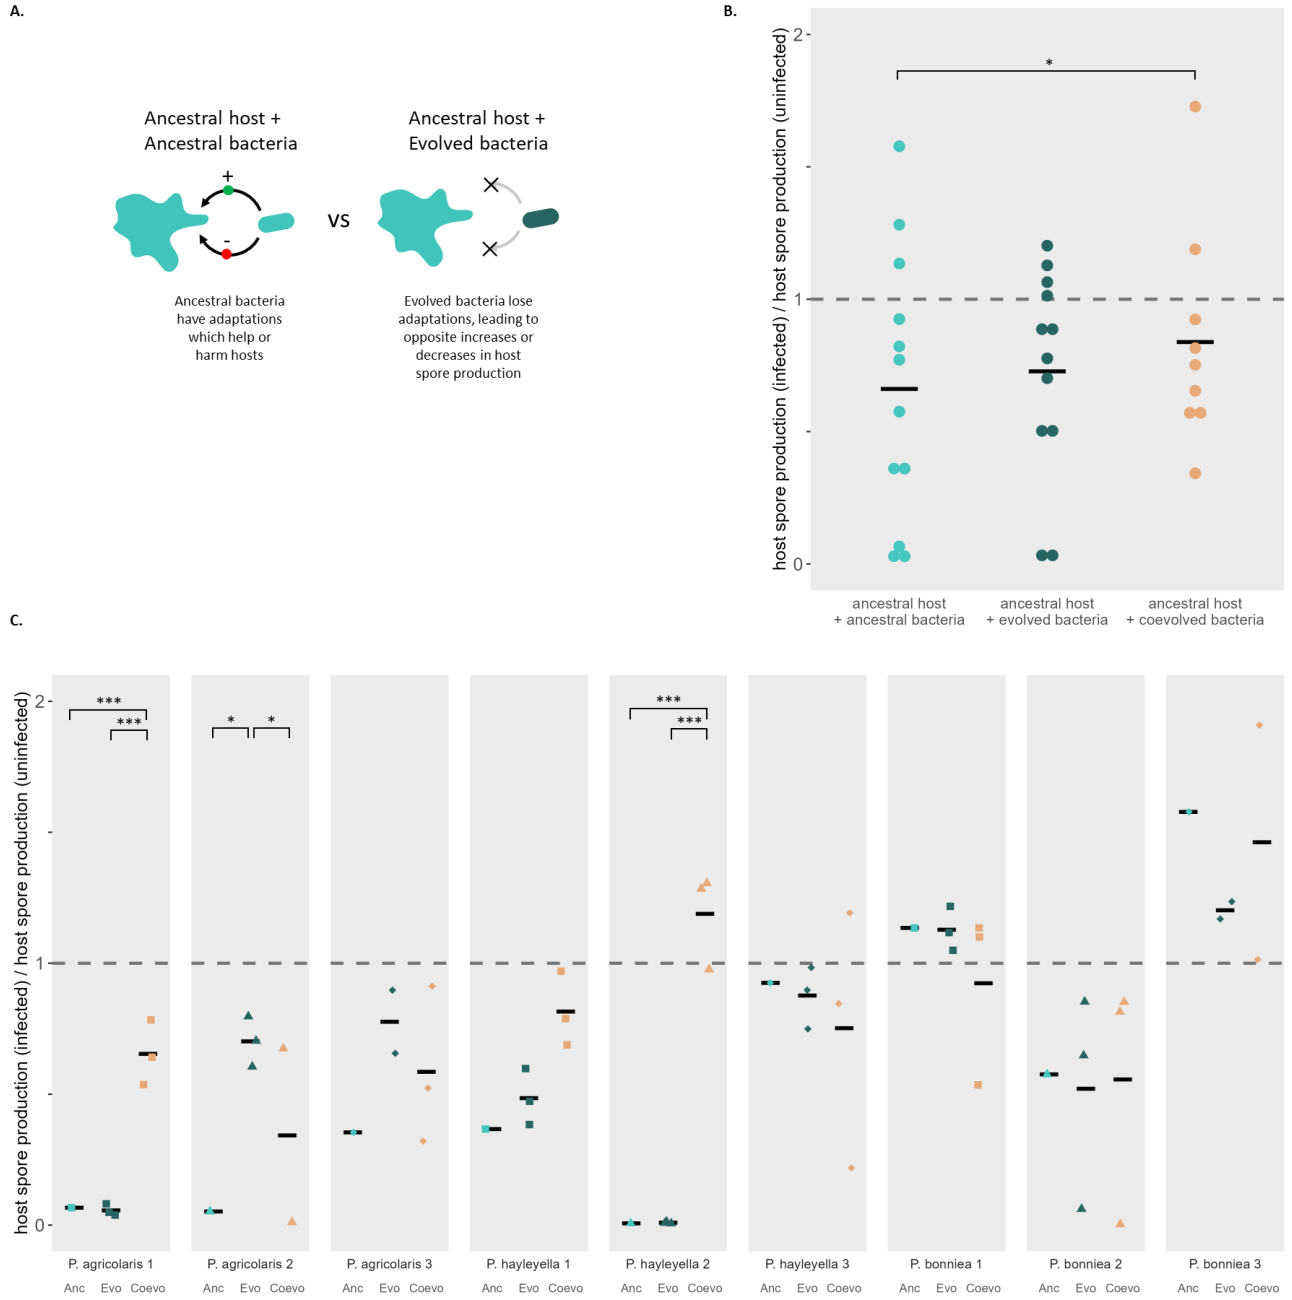 A.
Ancestral host +
Ancestral bacteria
+
-
Ancestral bacteria
have adaptations
which help or
harm hosts
VS
Ancestral host +
Evolved bacteria
Evolved bacteria lose
adaptations, leading to
opposite increases or
decreases in host
spore production
B.
host spore production (infected) / host spore production (uninfected)
2
1
0
*
ancestral host
+ ancestral bacteria
ancestral host
+ evolved bacteria
ancestral host
+ coevolved bacteria
C.
host spore production (infected) / host spore production (uninfected)
2
1
0
***
***
* *
***
***
P. agricolaris 1 P. agricolaris 2 P. agricolaris 3 P. hayleyella 1 P. hayleyella 2 P. hayleyella 3 P. bonniea 1 P. bonniea 2 P. bonniea 3
Anc Evo Coevo Anc Evo Coevo Anc Evo Coevo Anc Evo Coevo Anc Evo Coevo Anc Evo Coevo Anc Evo Coevo Anc Evo Coevo Anc Evo Coevo